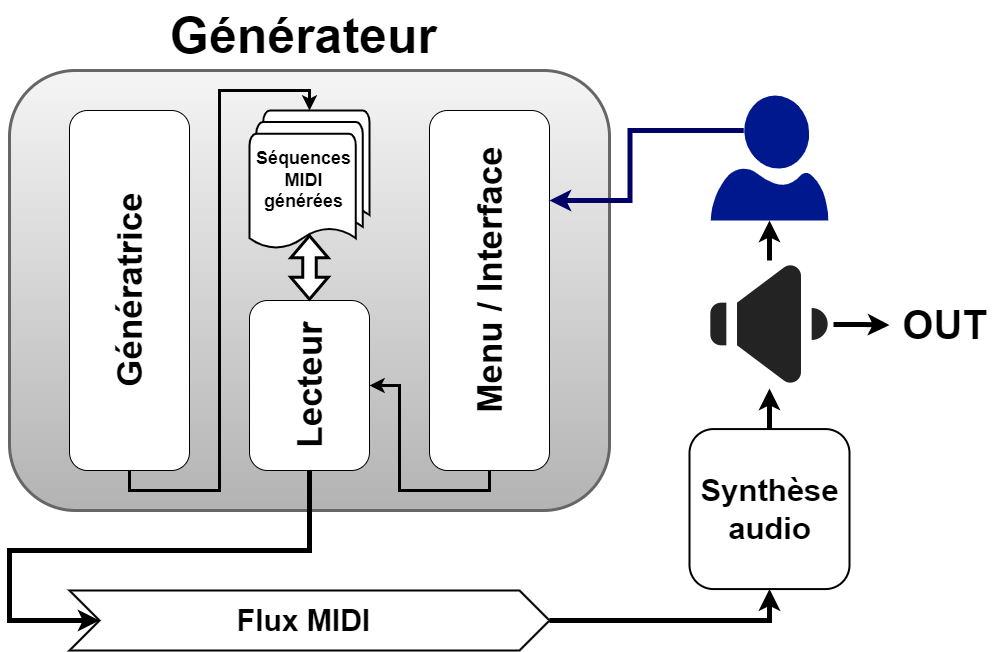 Générateur
Génératrice
Séquences
MIDI
générées
Lecteur
Menu / Interface
OUT
Synthèse
audio
Flux MIDI